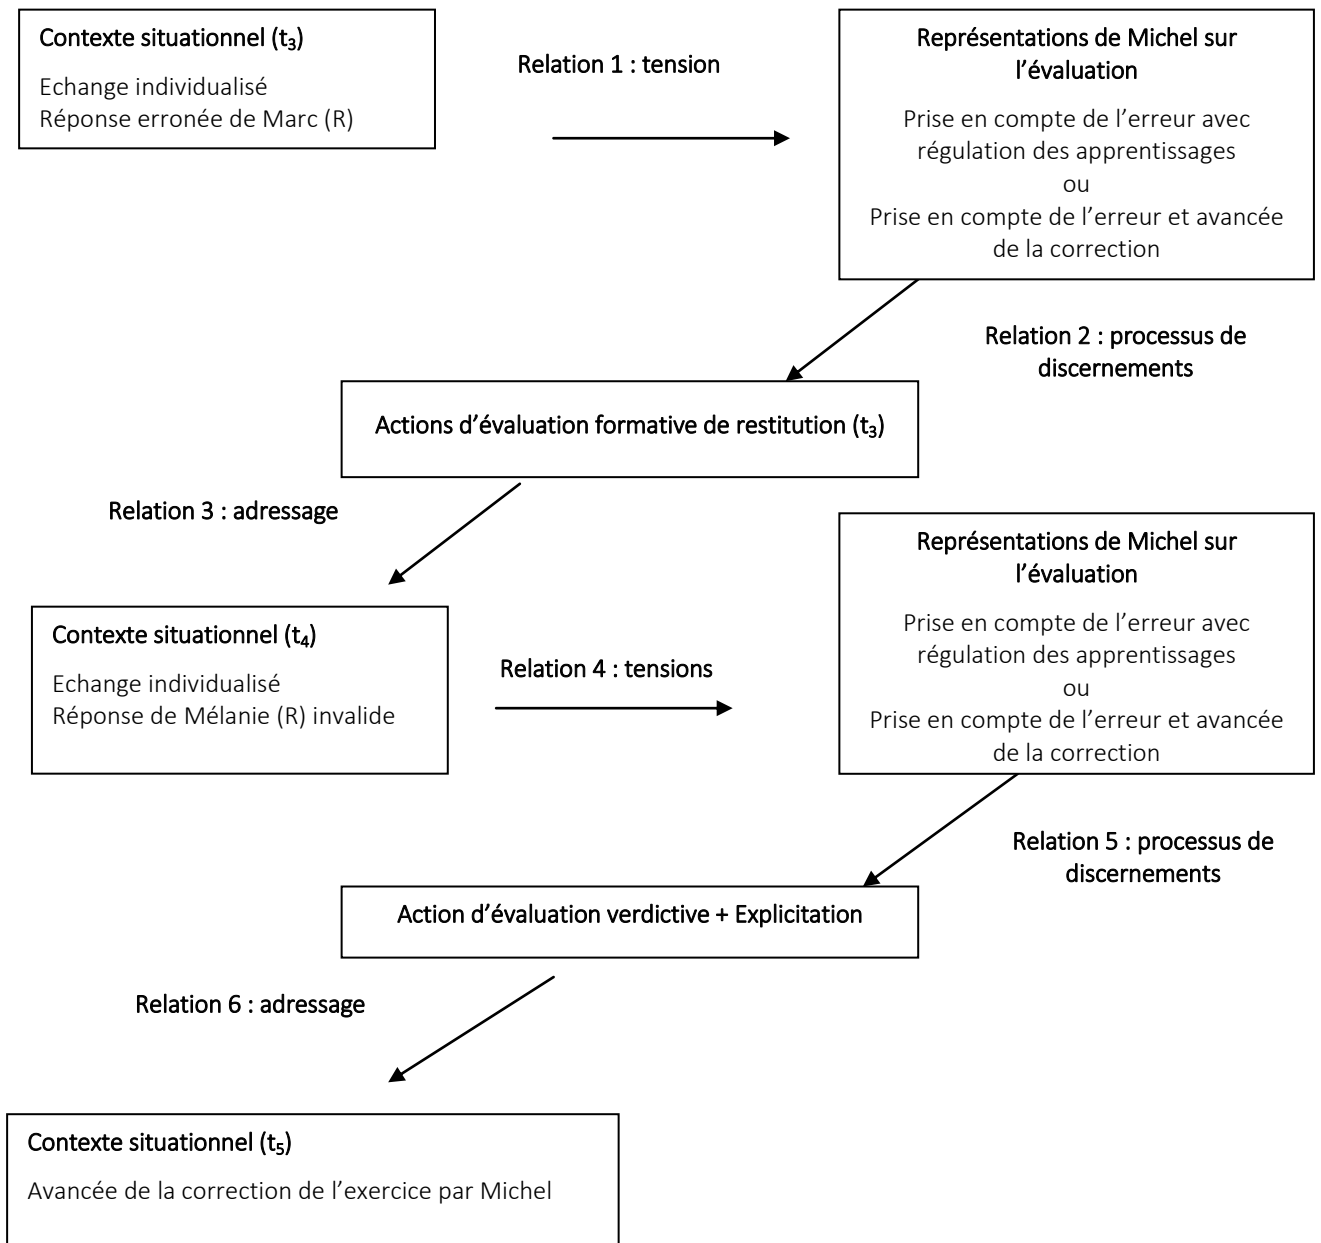 Contexte situationnel (t₃)
Echange individualisé
Réponse erronée de Marc (R)
Relation 1 : tension
Représentations de Michel sur
l’évaluation
Prise en compte de l’erreur avec
régulation des apprentissages
ou
Prise en compte de l’erreur et avancée
de la correction
Relation 2 : processus de
discernements
Actions d’évaluation formative de restitution (t₃)
Relation 3 : adressage
Contexte situationnel (t₄)
Echange individualisé
Réponse de Mélanie (R) invalide
Relation 4 : tensions
Représentations de Michel sur
l’évaluation
Prise en compte de l’erreur avec
régulation des apprentissages
ou
Prise en compte de l’erreur et avancée
de la correction
Relation 5 : processus de
discernements
Action d’évaluation verdictive + Explicitation
Relation 6 : adressage
Contexte situationnel (t₅)
Avancée de la correction de l’exercice par Michel